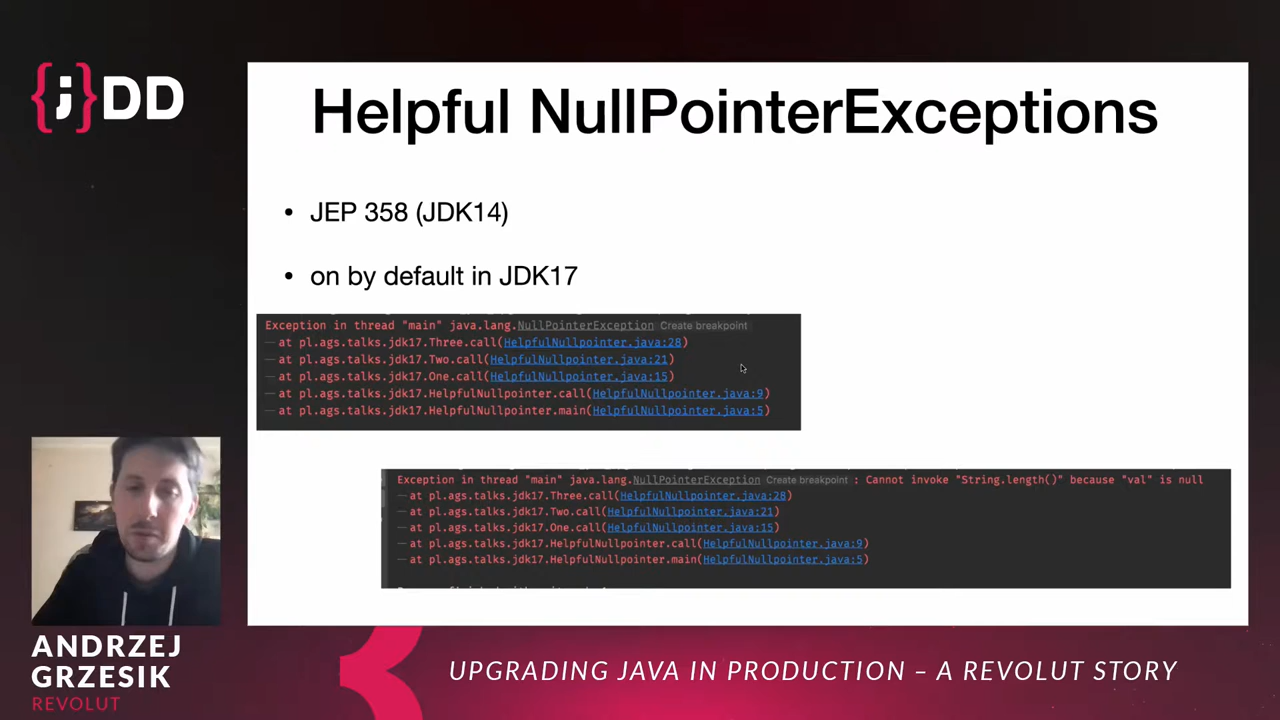 {j}DD
Helpful NullPointerExceptions
• JEP 358 (JDK14)
• on by default in JDK17
Exception in thread "main" java.lang.NullPointerException Create breakpoint
at pl.ags.talks.jdk17.Three.call(HelpfulNullpointer.java:28)
at pl.ags.talks.jdk17.Two.call(HelpfulNullpointer.java:21)
at pl.ags.talks.jdk17.One.call(HelpfulNullpointer.java:15)
at pl.ags.talks.jdk17.HelpfulNullpointer.call(HelpfulNullpointer.java:9)
at pl.ags.talks.jdk17.HelpfulNullpointer.main(HelpfulNullpointer.java:5)
Exception in thread "main" java.lang.NullPointerException Create breakpoint : Cannot invoke "String.length()" because "val" is null
at pl.ags.talks.jdk17.Three.call(HelpfulNullpointer.java:28)
at pl.ags.talks.jdk17.Two.call(HelpfulNullpointer.java:21)
at pl.ags.talks.jdk17.One.call(HelpfulNullpointer.java:15)
at pl.ags.talks.jdk17.HelpfulNullpointer.call(HelpfulNullpointer.java:9)
at pl.ags.talks.jdk17.HelpfulNullpointer.main(HelpfulNullpointer.java:5)
ANDRZEJ
GRZESIK
REVOLUT
UPGRADING JAVA IN PRODUCTION – A REVOLUT STORY